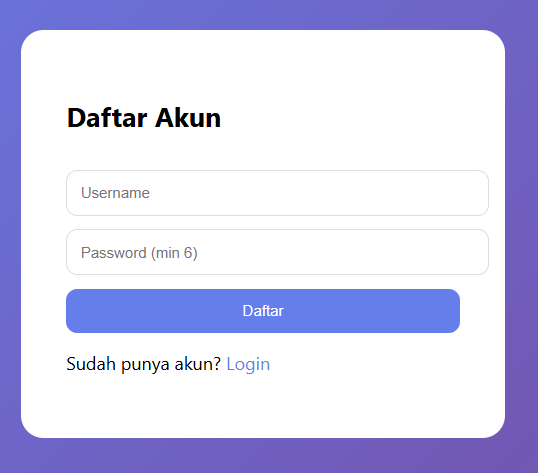 Daftar Akun
Username
Password (min 6)
Daftar
Sudah punya akun? Login